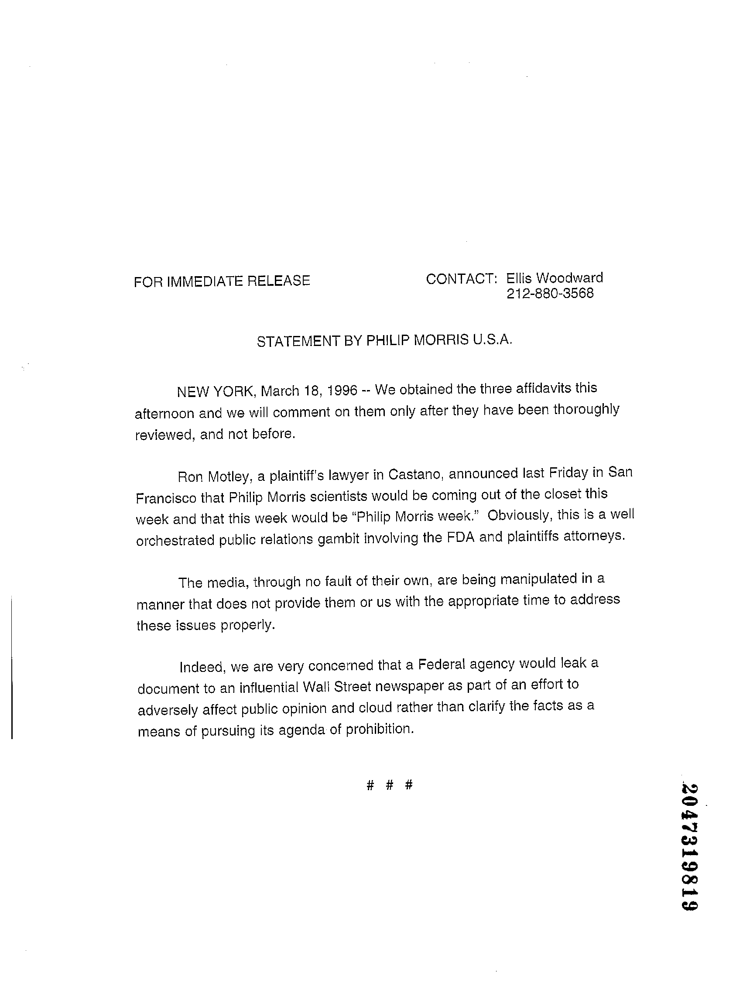 FOR IMMEDIATE RELEASE
CONTACT: Ellis Woodward
212-880-3568
STATEMENT BY PHILIP MORRIS U.S.A.
NEW YORK, March 18, 1996 -- We obtained the three affidavits this
afternoon and we will comment on them only after they have been thoroughly
reviewed, and not before.
Ron Motley, a plaintiff's lawyer in Castano, announced last Friday in San
Francisco that Philip Morris scientists would be coming out of the closet this
week and that this week would be “Philip Morris week.” Obviously, this is a well
orchestrated public relations gambit involving the FDA and plaintiffs attorneys.
The media, through no fault of their own, are being manipulated in a
manner that does not provide them or us with the appropriate time to address
these issues properly.
Indeed, we are very concerned that a Federal agency would leak a
document to an influential Wall Street newspaper as part of an effort to
adversely affect public opinion and cloud rather than clarify the facts as a
means of pursuing its agenda of prohibition.
# # #
2047319819